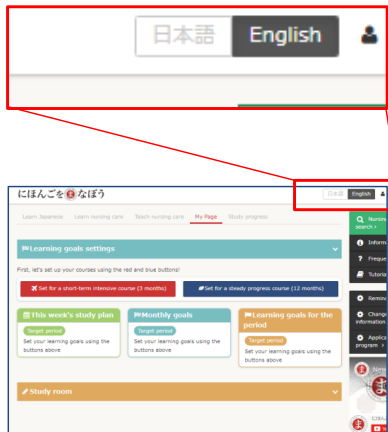 日本語 English
にほんごをまなぼう
日本語 English
Learn Japanese Learn nursing care Teach nursing care My Page Study progress
Learning goals settings
First, let's set up your courses using the red and blue buttons!
Set for a short-term intensive course (3 months)
Set for a steady progress course (12 months)
This week's study plan
Target period
Set your learning goals using the
buttons above
Monthly goals
Target period
Set your learning goals using the
buttons above
Learning goals for the
period
Target period
Set your learning goals using the
buttons above
Study room
search ›
Tutoria
Remin
Change
information
Applica
program ›
New
ま